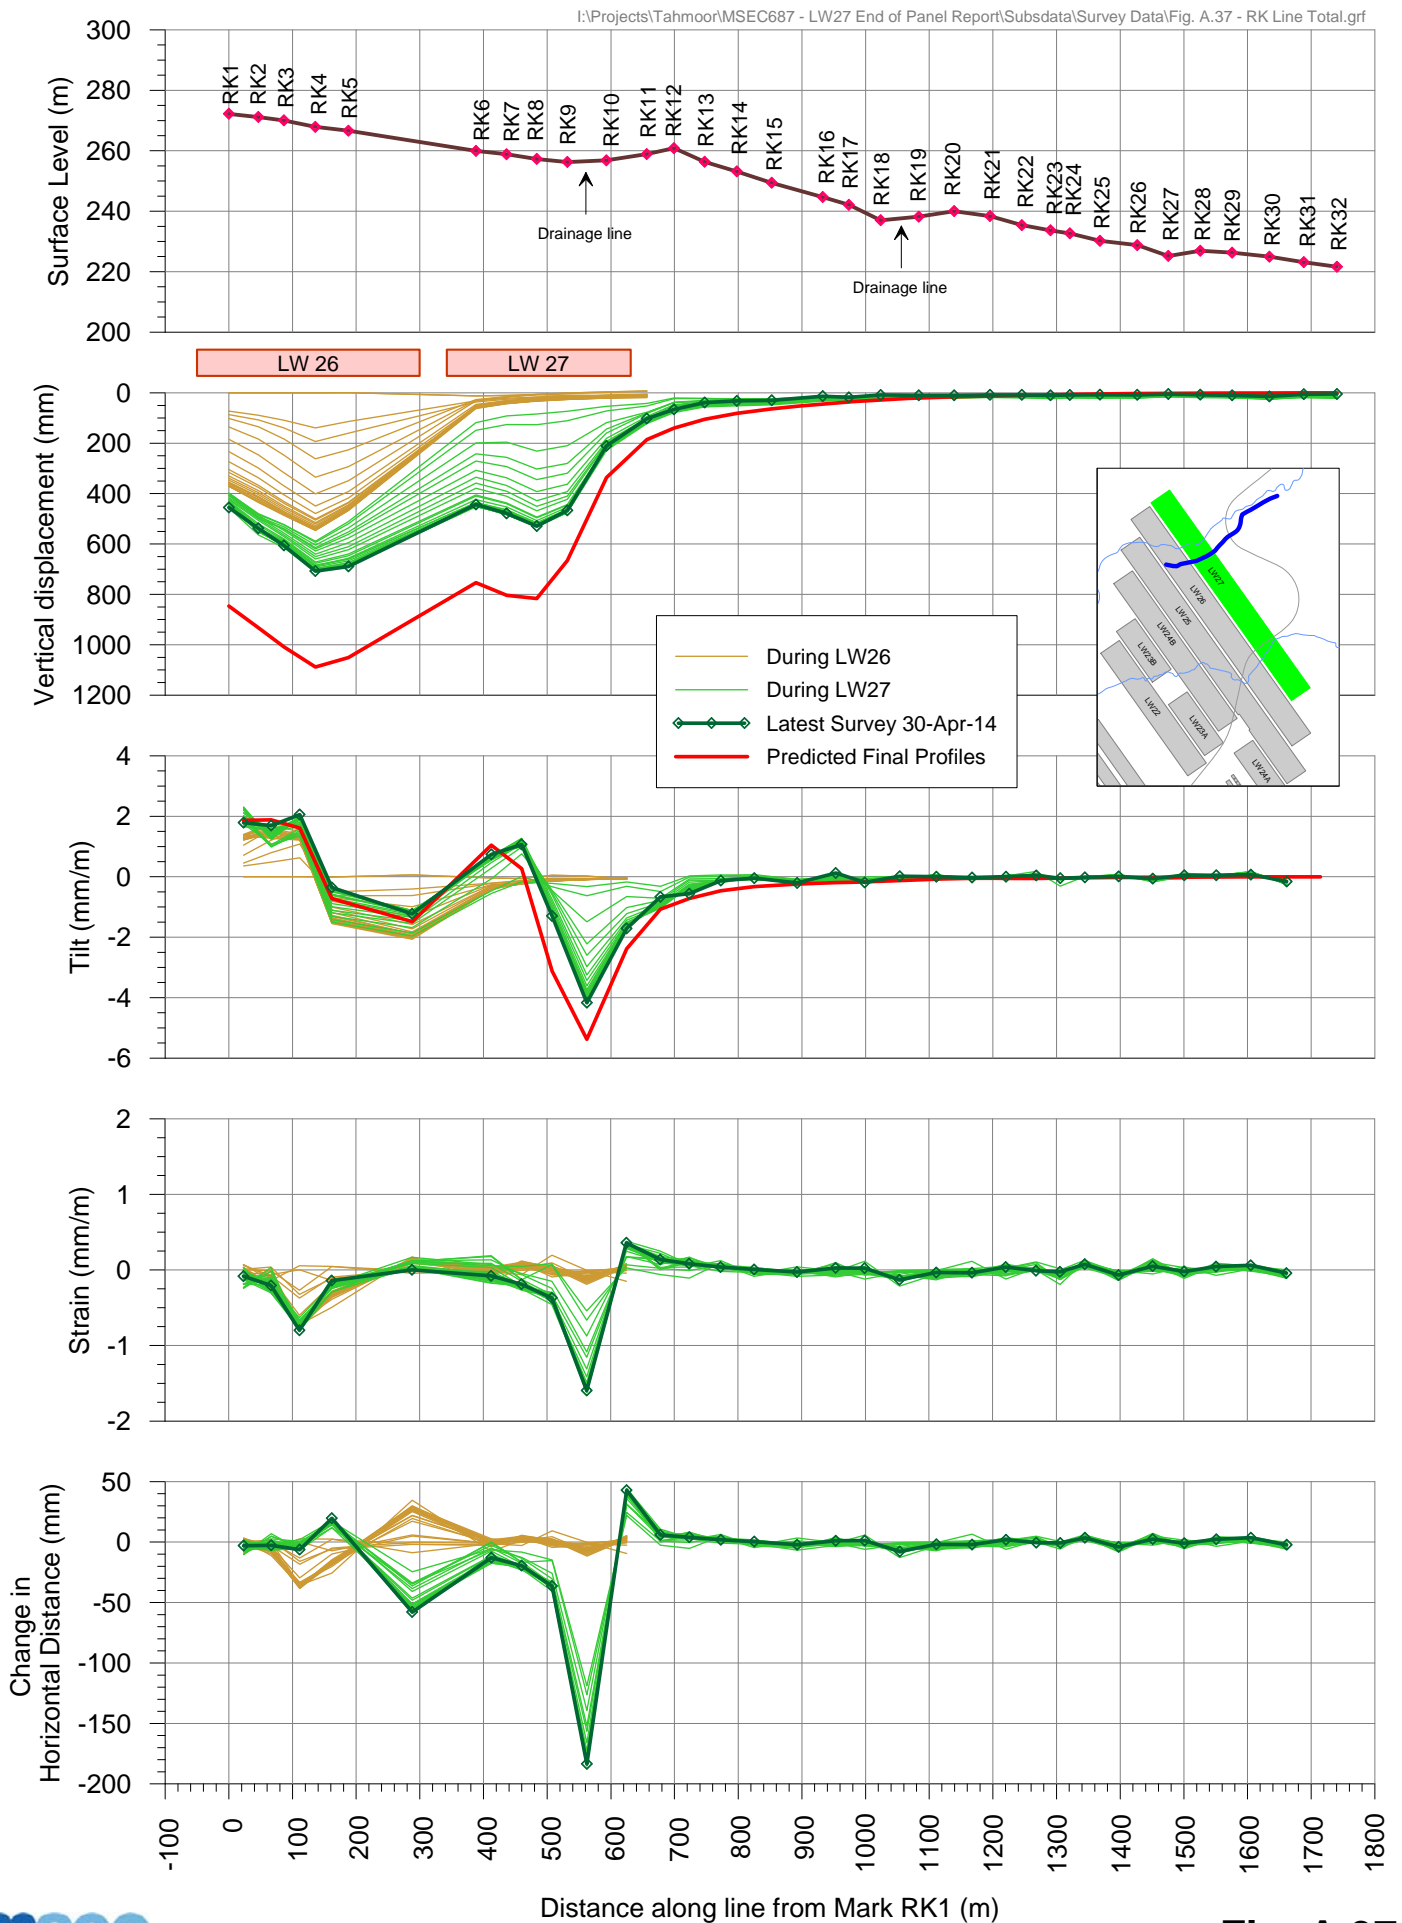 I:\Projects\Tahmoor\MSEC687 - LW27 End of Panel Report\Subsdata\Survey Data\Fig. A.37 - RK Line Total.grf
Surface Level (m)
300
280
260
240
220
200
RK1
RK2
RK3
RK4
RK5
RK6
RK7
RK8
RK9
RK10
RK11
RK12
RK13
RK14
RK15
RK16
RK17
RK18
RK19
RK20
RK21
RK22
RK23
RK24
RK25
RK26
RK27
RK28
RK29
RK30
RK31
RK32
Drainage line
Drainage line
LW 26
LW 27
Vertical displacement (mm)
0
200
400
600
800
1000
1200
During LW26
During LW27
Latest Survey 30-Apr-14
Predicted Final Profiles
LW27
LW26
LW25
LW24B
LW23B
LW22
LW23A
LW24A
Tilt (mm/m)
4
2
0
-2
-4
-6
Strain (mm/m)
2
1
0
-1
-2
Change in
Horizontal Distance (mm)
50
0
-50
-100
-150
-200
-100
0
100
200
300
400
500
600
700
800
900
1000
1100
1200
1300
1400
1500
1600
1700
1800
Distance along line from Mark RK1 (m)